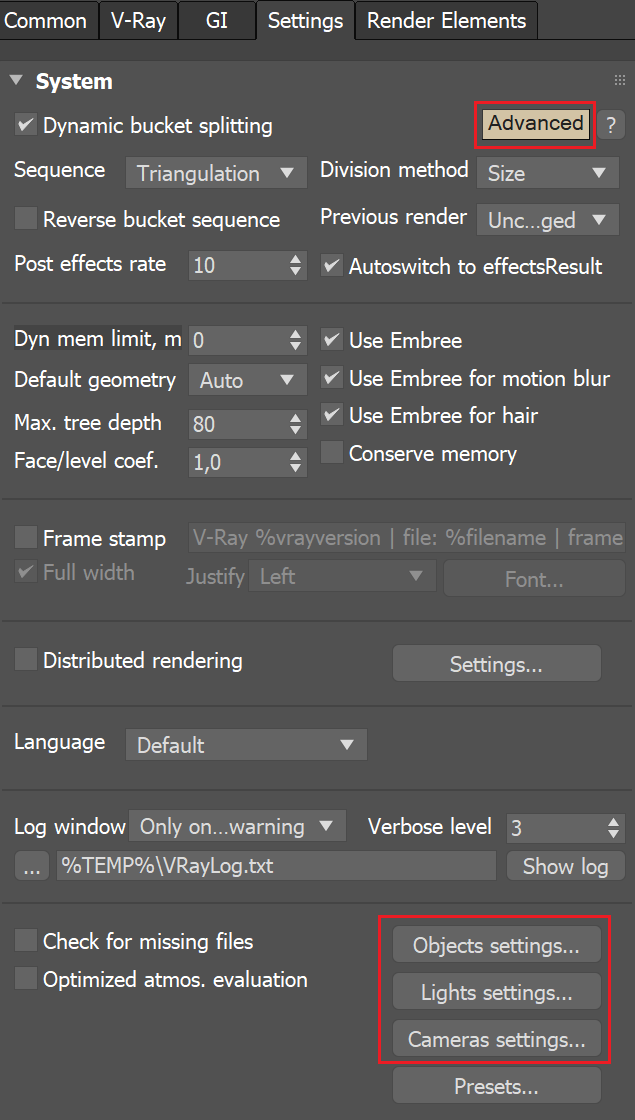 Common V-Ray GI Settings Render Elements
System
Dynamic bucket splitting Advanced ?
Sequence Triangulation Division method Size
Reverse bucket sequence Previous render Unc...ged
Post effects rate 10 Autoswitch to effectsResult
Dyn mem limit, m 0 Use Embree
Default geometry Auto Use Embree for motion blur
Max. tree depth 80 Use Embree for hair
Face/level coef. 1,0 Conserve memory
Frame stamp V-Ray %vrayversion | file: %filename | frame
Full width Justify Left Font...
Distributed rendering Settings...
Language Default
Log window Only on...warning Verbose level 3
... %TEMP%\VRayLog.txt Show log
Check for missing files Objects settings...
Optimized atmos. evaluation Lights settings...
Cameras settings...
Presets...